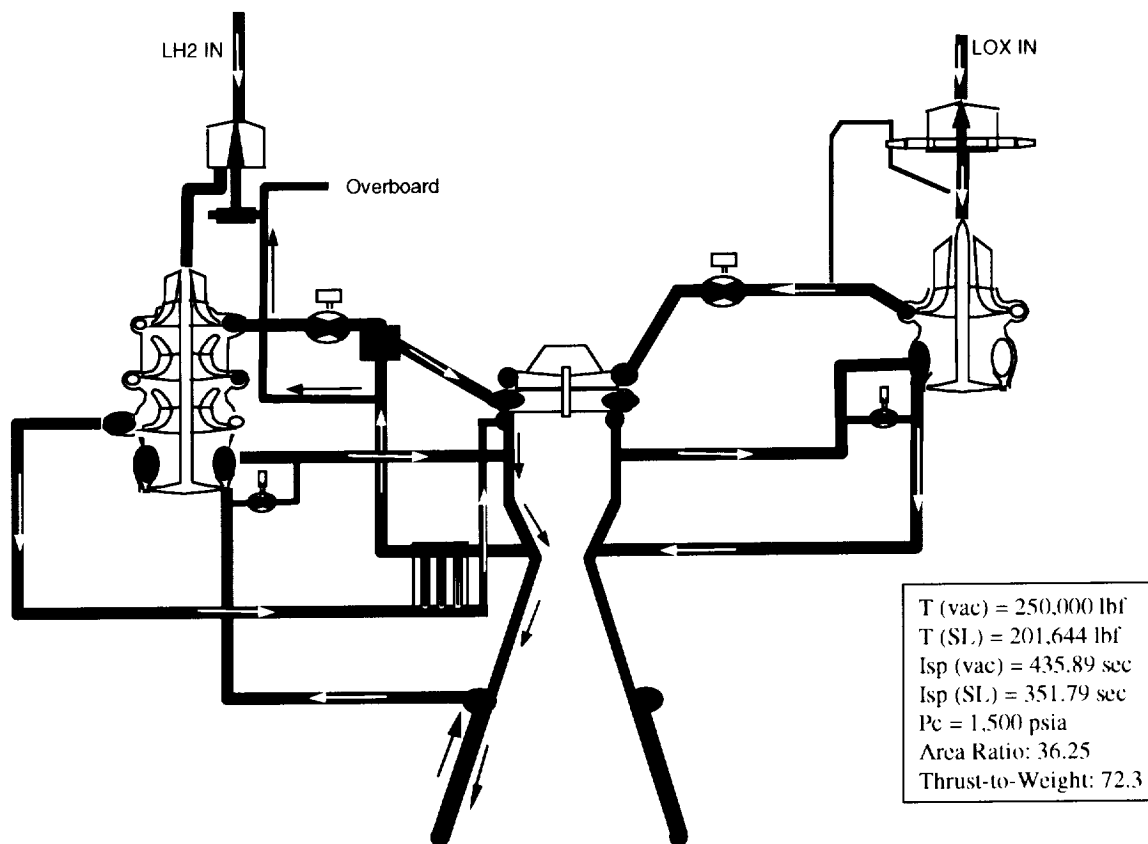 LH2 IN
LOX IN
Overboard
T (vac) = 250,000 lbf
T (SL) = 201,644 lbf
Isp (vac) = 435.89 sec
Isp (SL) = 351.79 sec
Pc = 1,500 psia
Area Ratio: 36.25
Thrust-to-Weight: 72.3